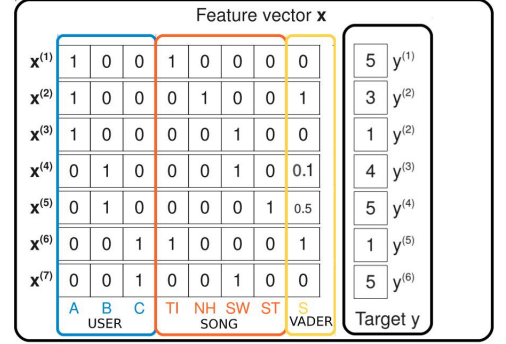 Feature vector x
x(1) 1 0 0 1 0 0 0 0 5 y(1)
x(2) 1 0 0 0 1 0 0 1 3 y(2)
x(3) 1 0 0 0 0 1 0 0 1 y(2)
x(4) 0 1 0 0 0 1 0 0.1 4 y(3)
x(5) 0 1 0 0 0 0 1 0.5 5 y(4)
x(6) 0 0 1 1 0 0 0 1 1 y(5)
x(7) 0 0 1 0 0 1 0 0 5 y(6)
A B C TI NH SW ST S
USER SONG VADER Target y